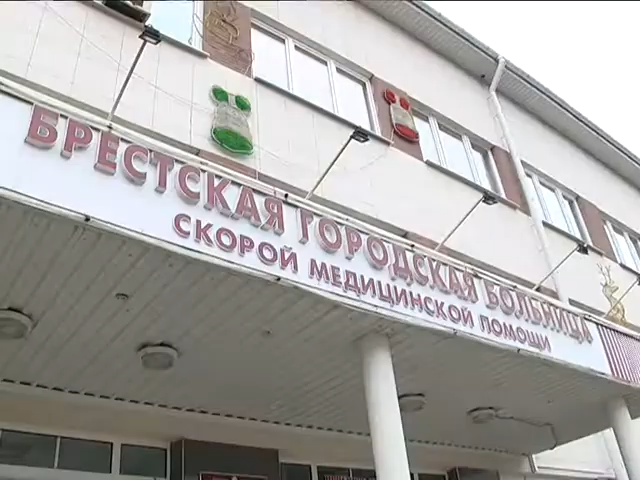 БРЕСТСКАЯ ГОРОДСКАЯ БОЛЬНИЦА
СКОРОЙ МЕДИЦИНСКОЙ ПОМОЩИ